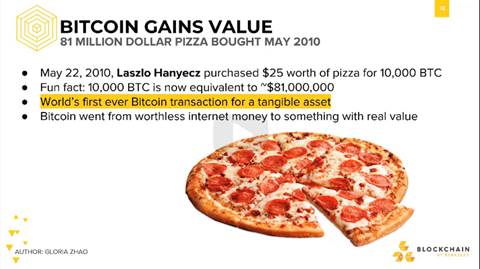 12
BITCOIN GAINS VALUE
81 MILLION DOLLAR PIZZA BOUGHT MAY 2010
● May 22, 2010, Laszlo Hanyecz purchased $25 worth of pizza for 10,000 BTC
● Fun fact: 10,000 BTC is now equivalent to ~$81,000,000
● World's first ever Bitcoin transaction for a tangible asset
● Bitcoin went from worthless internet money to something with real value
AUTHOR: GLORIA ZHAO
BLOCKCHAIN
AT BERKELEY